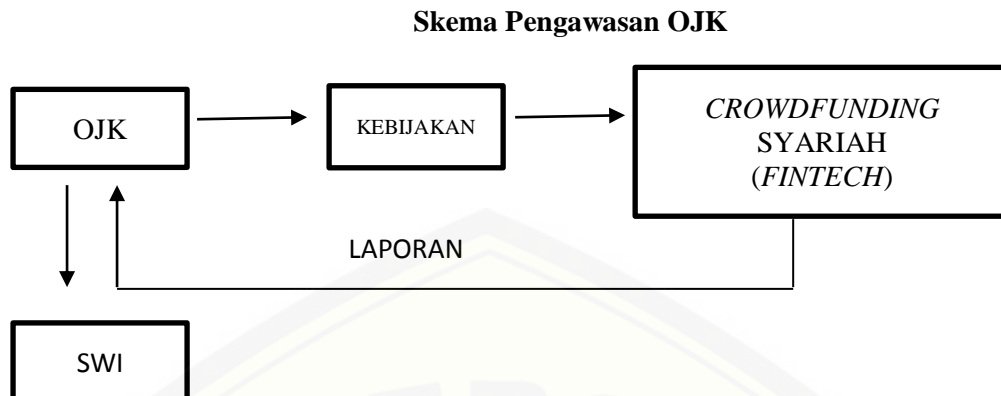 Skema Pengawasan OJK
OJK
KEBIJAKAN
CROWDFUNDING
SYARIAH
(FINTECH)
LAPORAN
SWI